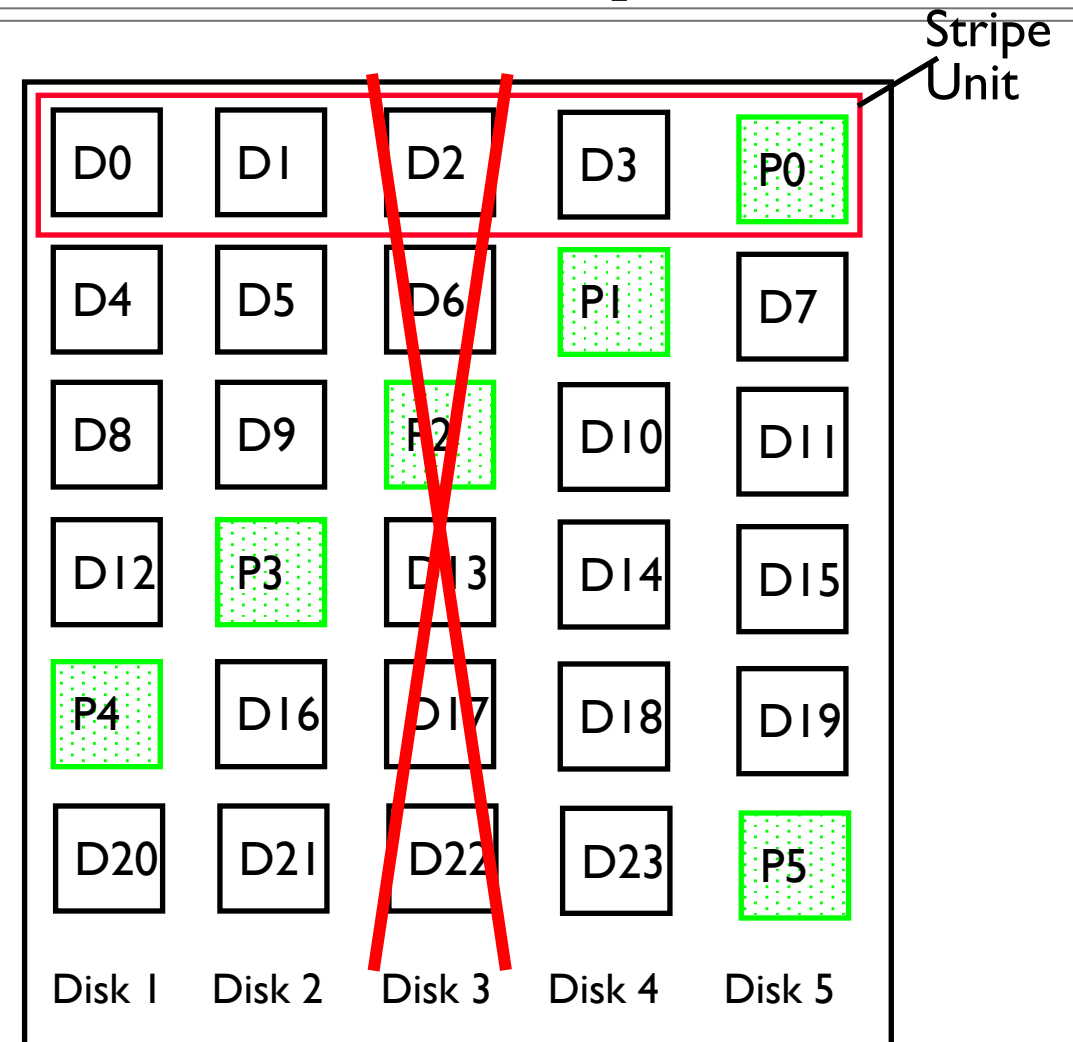 Stripe
Unit
D0 D1 D2 D3 P0
D4 D5 D6 P1 D7
D8 D9 P2 D10 D11
D12 P3 D13 D14 D15
P4 D16 D17 D18 D19
D20 D21 D22 D23 P5
Disk 1 Disk 2 Disk 3 Disk 4 Disk 5